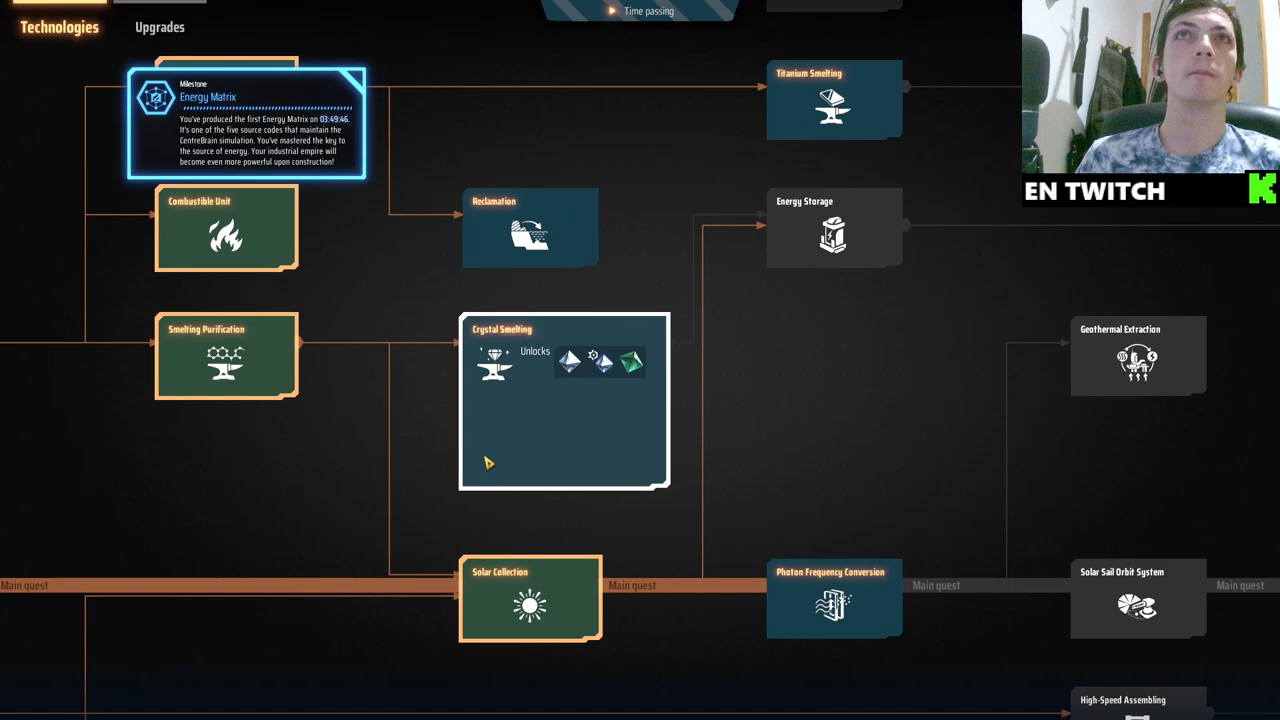 Technologies
Upgrades
Time passing
Milestone
Energy Matrix
You've produced the first Energy Matrix on 03:49:46.
It's one of the five source codes that maintain the
CentreBrain simulation. You've mastered the key to
the source of energy. Your industrial empire will
become even more powerful upon construction!
Titanium Smelting
EN TWITCH
K
Combustible Unit
Reclamation
Energy Storage
Smelting Purification
Crystal Smelting
Unlocks
Geothermal Extraction
Main quest
Solar Collection
Main quest
Photon Frequency Conversion
Main quest
Solar Sail Orbit System
Main quest
High-Speed Assembling